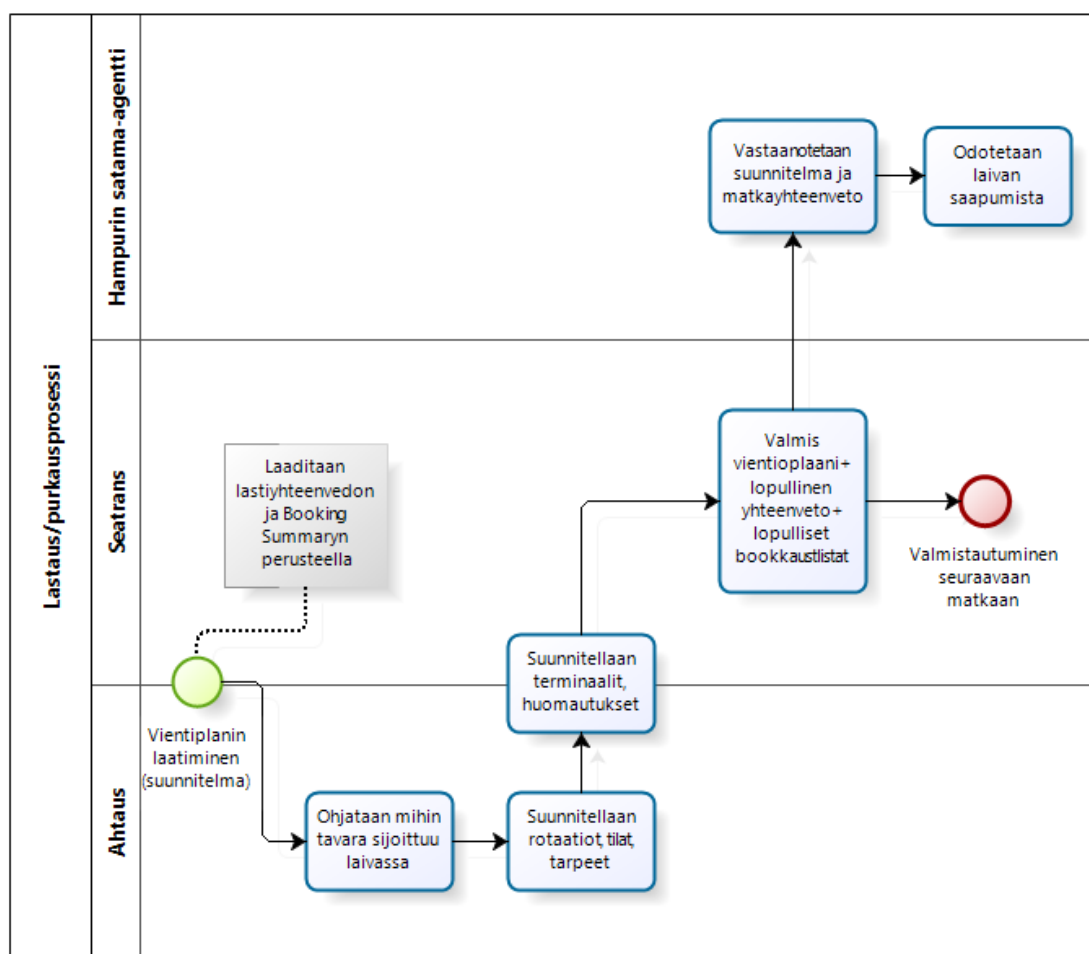 Lastaus/purkausprosessi
Hampurin satama-agentti
Vastaanotetaan
suunnitelma ja
matkayhteenveto
Odotetaan
laivan
saapumista
Seatrans
Laaditaan
lastiyhteenvedon
ja Booking
Summaryn
perusteella
Valmis
vientioplaani+
lopullinen
yhteenveto+
lopulliset
bookkaustlistat
Valmistautuminen
seuraavaan
matkaan
Suunnitellaan
terminaalit,
huomautukset
Ahtaus
Vientiplanin
laatiminen
(suunnitelma)
Ohjataan mihin
tavara sijoittuu
laivassa
Suunnitellaan
rotaatiot, tilat,
tarpeet